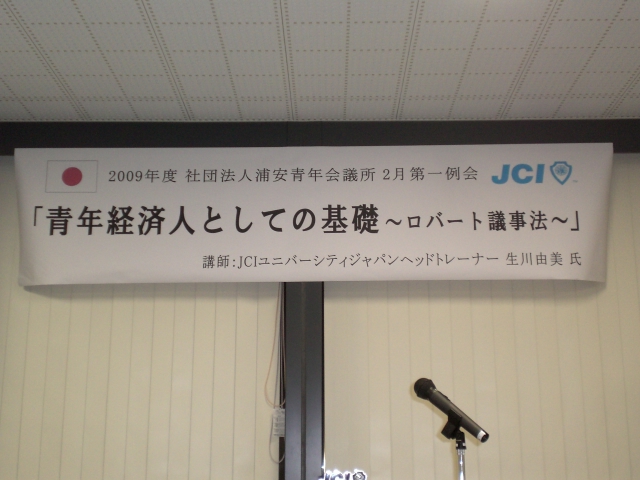 2009年度 社団法人浦安青年会議所 2月第一例会 JCI
「青年経済人としての基礎～ロバート議事法～」
講師:JCIユニバーシティジャパンヘッドトレーナー 生川由美 氏
JCI